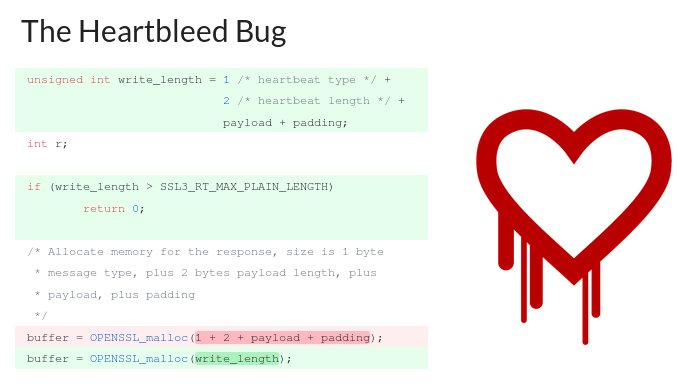 The Heartbleed Bug
unsigned int write_length = 1 /* heartbeat type */ +
2 /* heartbeat length */ +
payload + padding;
int r;
if (write_length > SSL3_RT_MAX_PLAIN_LENGTH)
return 0;
/* Allocate memory for the response, size is 1 byte
* message type, plus 2 bytes payload length, plus
* payload, plus padding
*/
buffer = OPENSSL_malloc(1 + 2 + payload + padding);
buffer = OPENSSL_malloc(write_length);